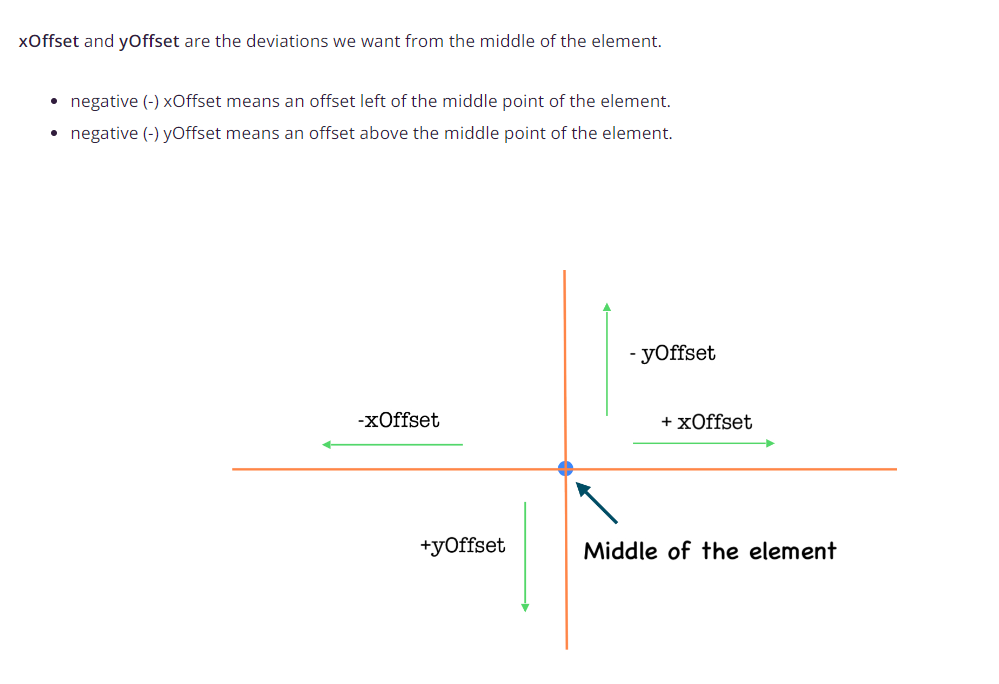 xOffset and yOffset are the deviations we want from the middle of the element.
• negative (-) xOffset means an offset left of the middle point of the element.
• negative (-) yOffset means an offset above the middle point of the element.
- yOffset
-xOffset
+ xOffset
+yOffset
Middle of the element